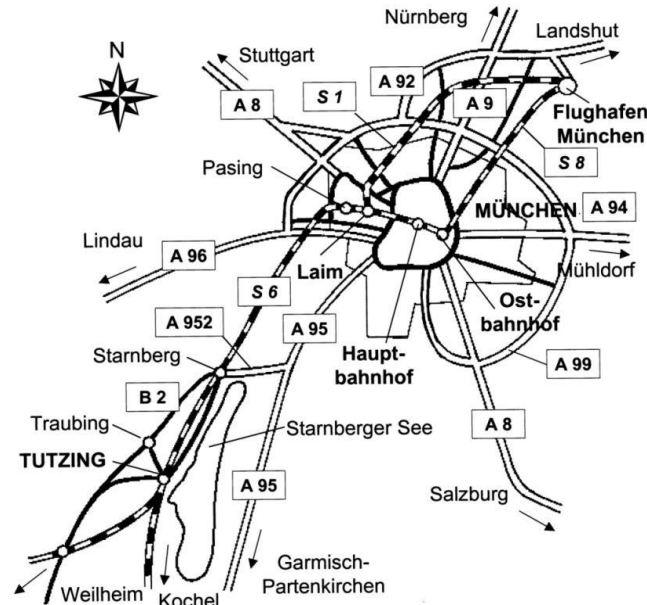 Nürnberg
Landshut
N
Stuttgart
A 92
A 8
S 1
A 9
Flughafen
München
S 8
Pasing
MÜNCHEN
A 94
Lindau
A 96
Laim
Mühldorf
S 6
Ost-
bahnhof
A 952
A 95
Haupt-
bahnhof
Starnberg
A 99
B 2
Traubing
Starnberger See
A 8
TUTZING
A 95
Salzburg
Garmisch-
Partenkirchen
Weilheim
Kochel